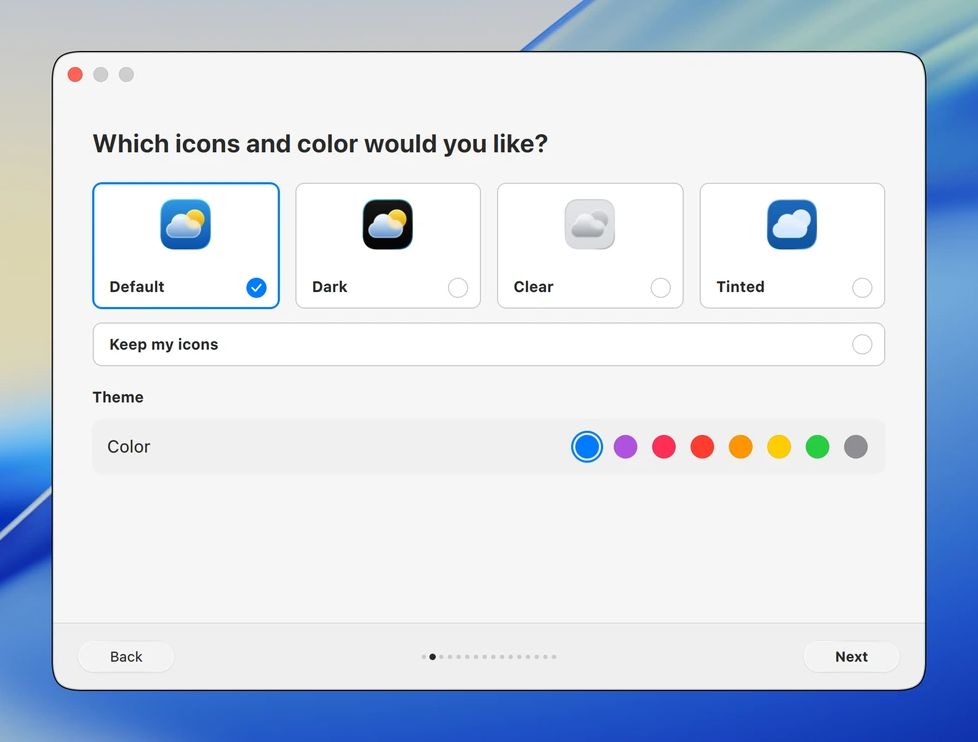 Which icons and color would you like?
Default
Dark
Clear
Tinted
Keep my icons
Theme
Color
Back
Next